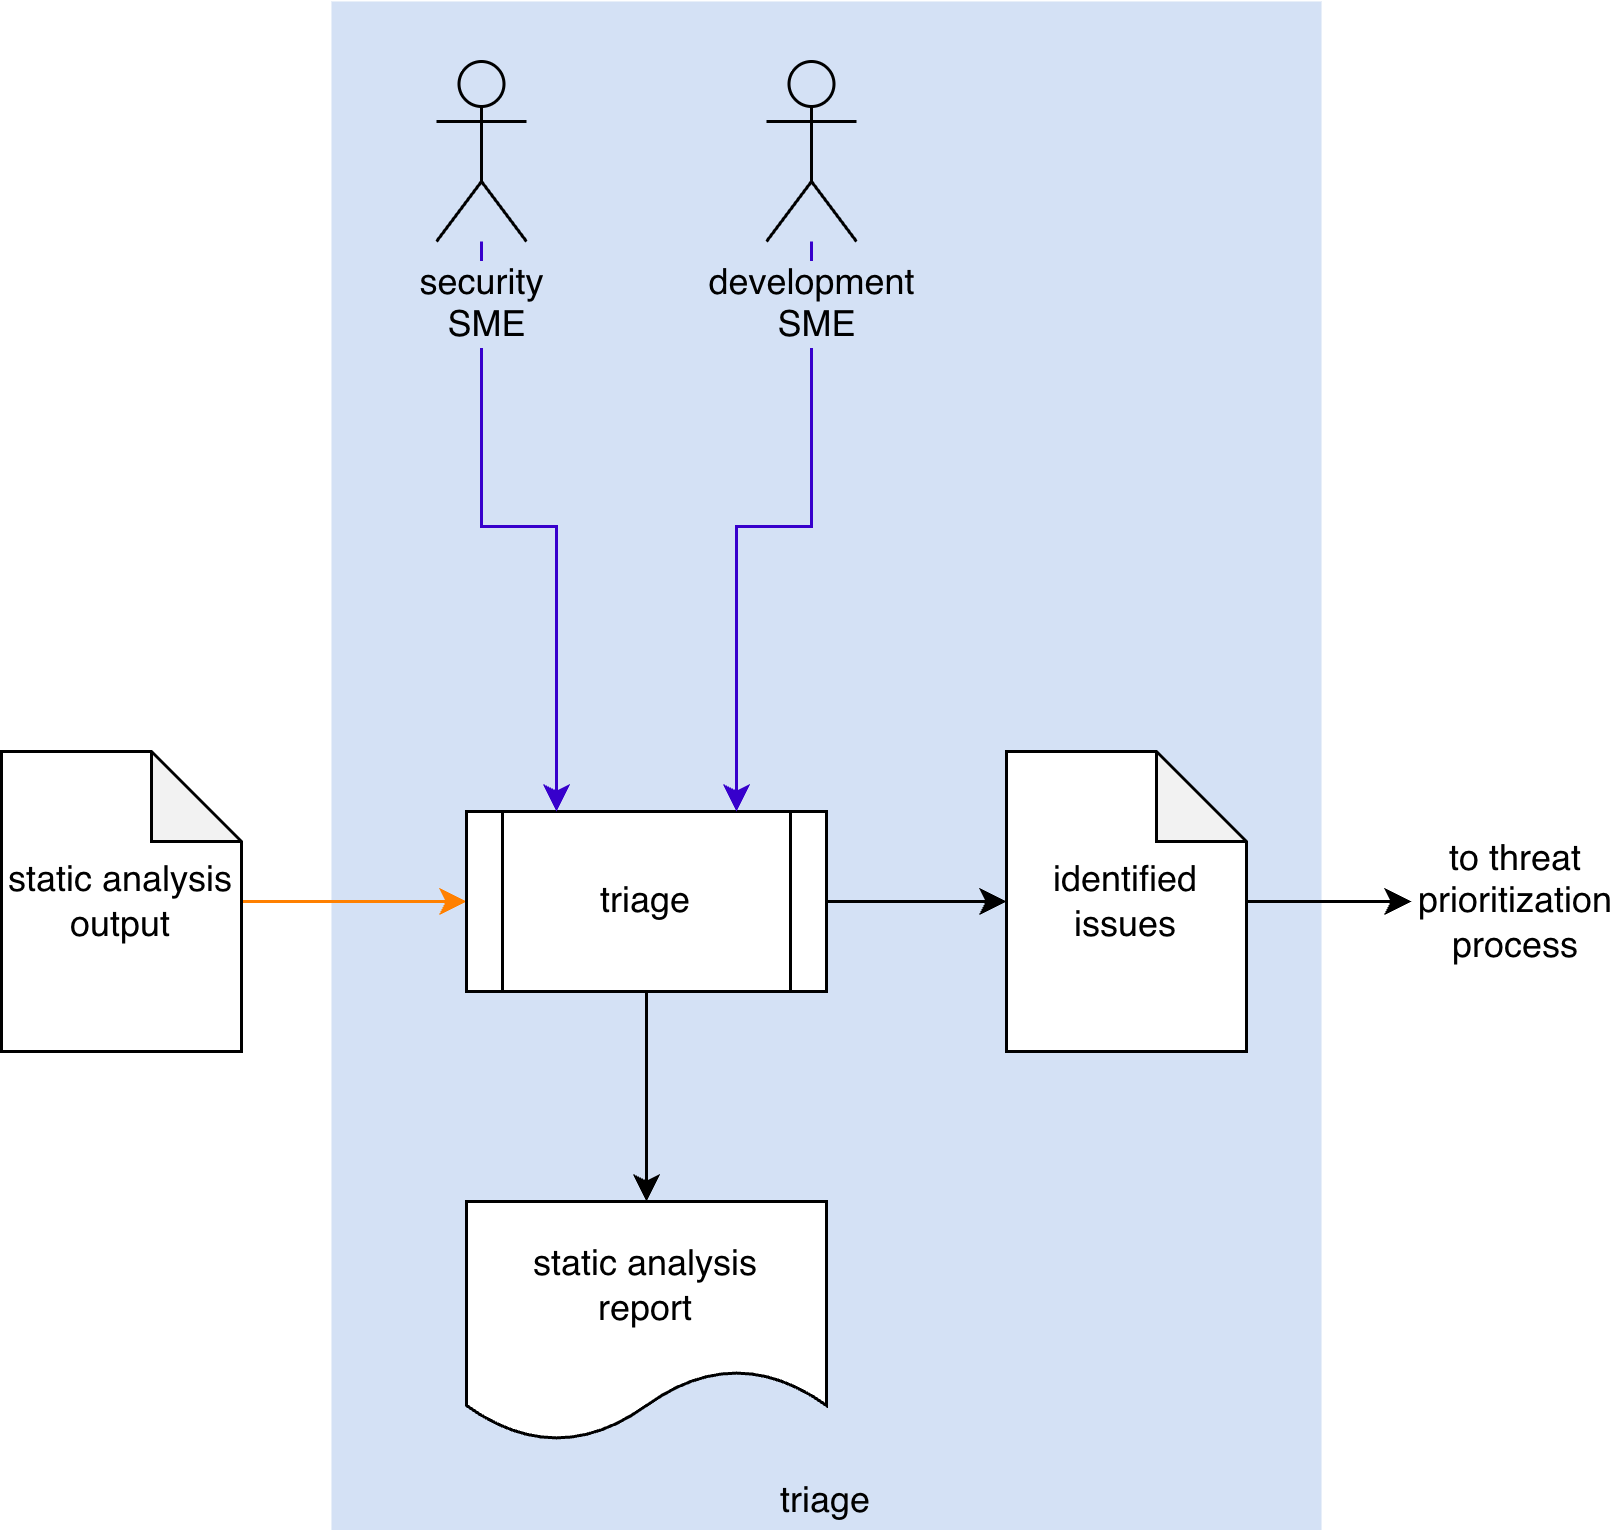 security
SME
development
SME
static analysis
output
triage
identified
issues
to threat
prioritization
process
static analysis
report
triage